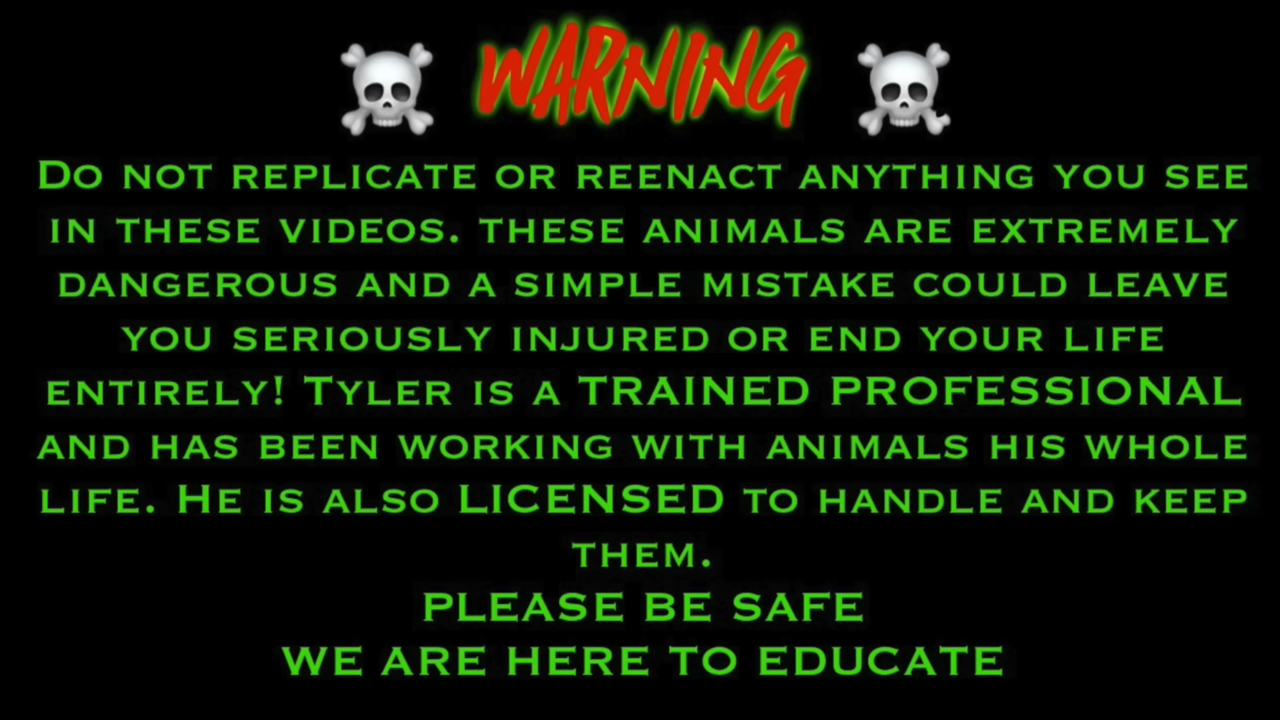 WARNING
DO NOT REPLICATE OR REENACT ANYTHING YOU SEE
IN THESE VIDEOS. THESE ANIMALS ARE EXTREMELY
DANGEROUS AND A SIMPLE MISTAKE COULD LEAVE
YOU SERIOUSLY INJURED OR END YOUR LIFE
ENTIRELY! TYLER IS A TRAINED PROFESSIONAL
AND HAS BEEN WORKING WITH ANIMALS HIS WHOLE
LIFE. HE IS ALSO LICENSED TO HANDLE AND KEEP
THEM.
PLEASE BE SAFE
WE ARE HERE TO EDUCATE